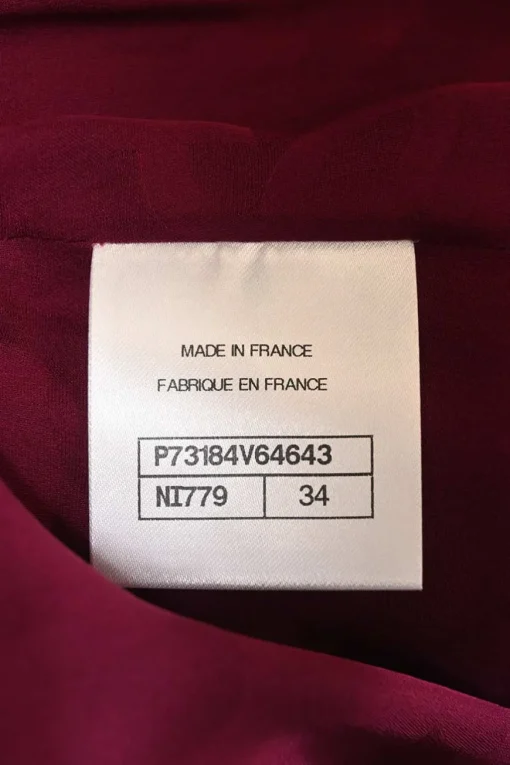 MADE IN FRANCE
FABRIQUE EN FRANCE
P73184V64643
NI779 34